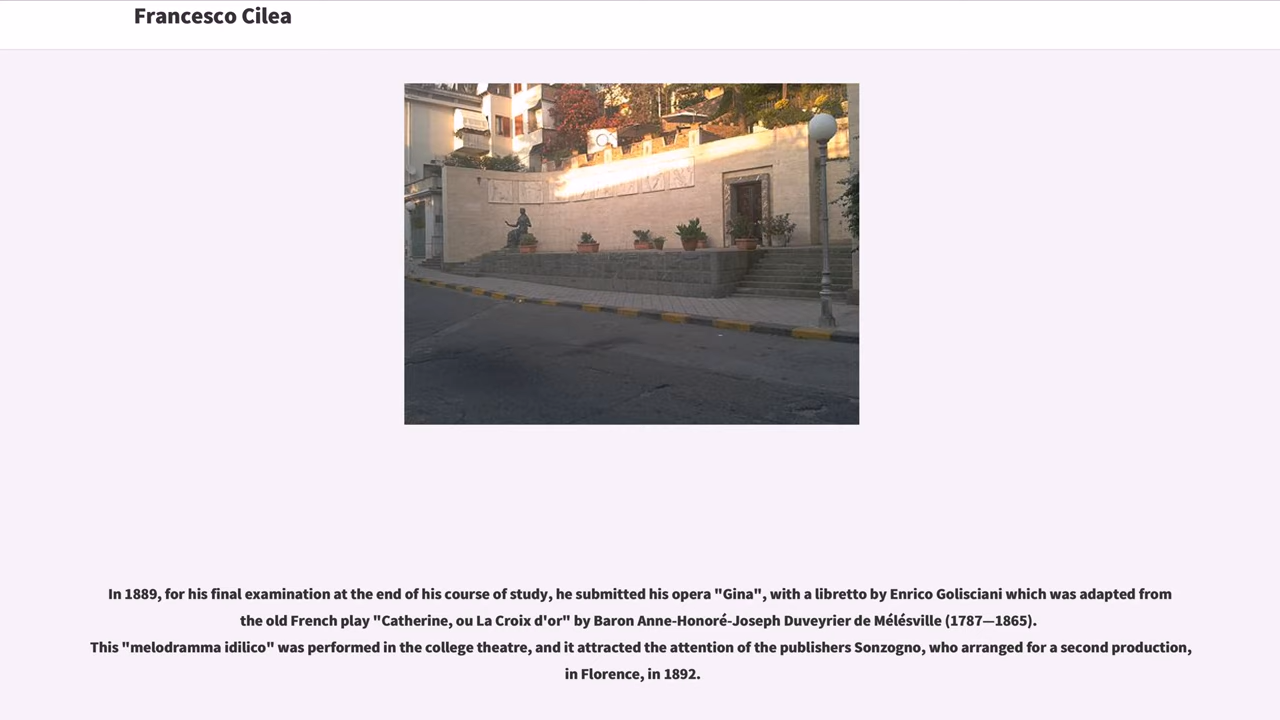 Francesco Cilea
In 1889, for his final examination at the end of his course of study, he submitted his opera "Gina", with a libretto by Enrico Golisciani which was adapted from
the old French play "Catherine, ou La Croix d'or" by Baron Anne-Honoré-Joseph Duveyrier de Mélésville (1787—1865).
This "melodramma idilico" was performed in the college theatre, and it attracted the attention of the publishers Sonzogno, who arranged for a second production,
in Florence, in 1892.